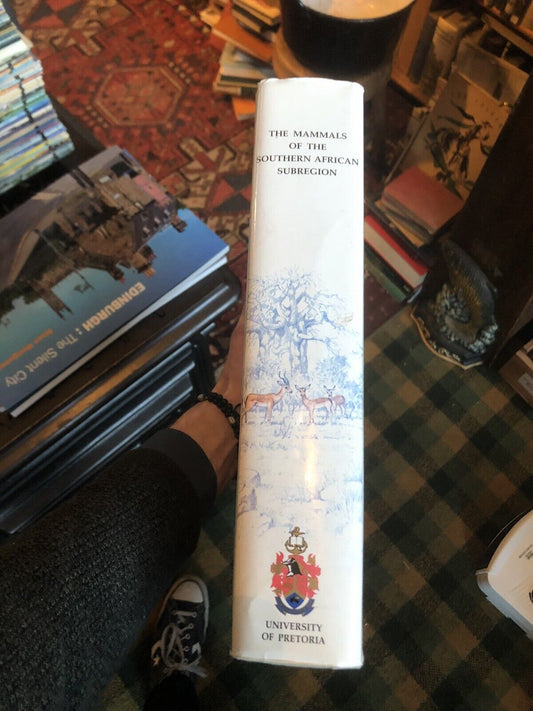 THE MAMMALS
OF THE
SOUTHERN AFRICAN
SUBREGION
UNIVERSITY
OF PRETORIA
EDINBURGH : The Silent City